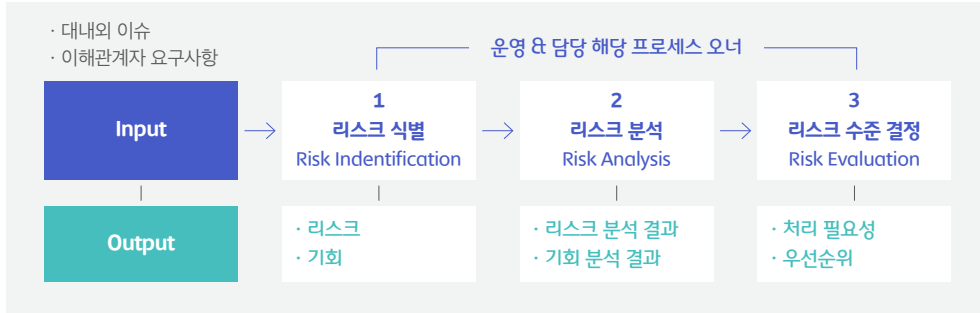 · 대내외 이슈
· 이해관계자 요구사항
운영 & 담당 해당 프로세스 오너
Input
1
리스크 식별
Risk Indentification
2
리스크 분석
Risk Analysis
3
리스크 수준 결정
Risk Evaluation
Output
· 리스크
· 기회
· 리스크 분석 결과
· 기회 분석 결과
· 처리 필요성
· 우선순위